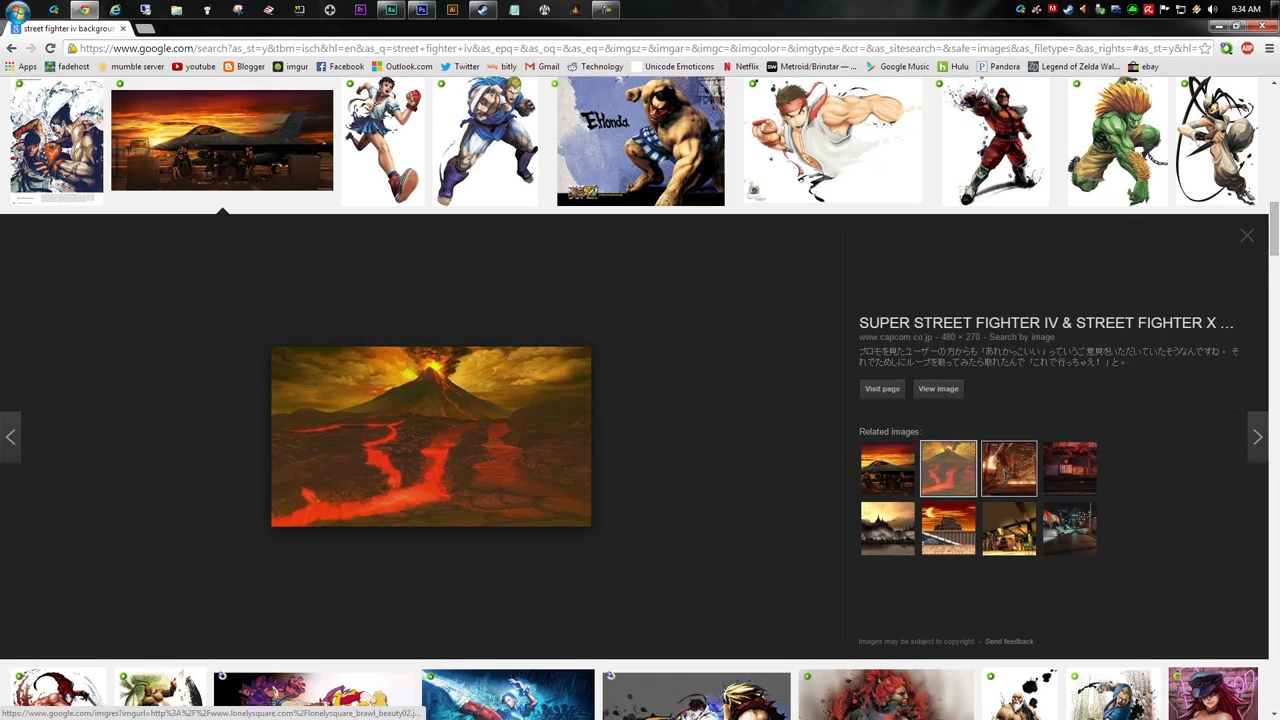 9:34 AM
street fighter iv backgroun
https://www.google.com/search?as_st=y&tbm=isch&hl=en&as_q=street+fighter+iv&as_epq=&as_oq=&as_eq=&imgsz=&imgar=&imgc=&imgcolor=&imgtype=&cr=&as_sitesearch=&safe=images&as_filetype=&as_rights=#as_st=y&hl=
Apps fadehost mumble server youtube Blogger imgur Facebook Outlook.com Twitter bitly Gmail Technology Unicode Emoticons Netflix Metroid/Brinstar — ... Google Music Hulu Pandora Legend of Zelda Wal... ebay
E.Honda
SUPER
SUPER STREET FIGHTER IV & STREET FIGHTER X ...
www.capcom.co.jp - 480 × 270 - Search by image
プロモを見たユーザーの方からも「あれかっこいい」っていうご意見をいただいていたそうなんですね。 そ
れでためしにループを取ってみたら取れたんで「これで行っちゃえ！」と。
Visit page View image
Related images:
Images may be subject to copyright. - Send feedback
https://www.google.com/imgres?imgurl=http%3A%2F%2Fwww.lonelysquare.com%2Flonelysquare_brawl_beauty02.j...